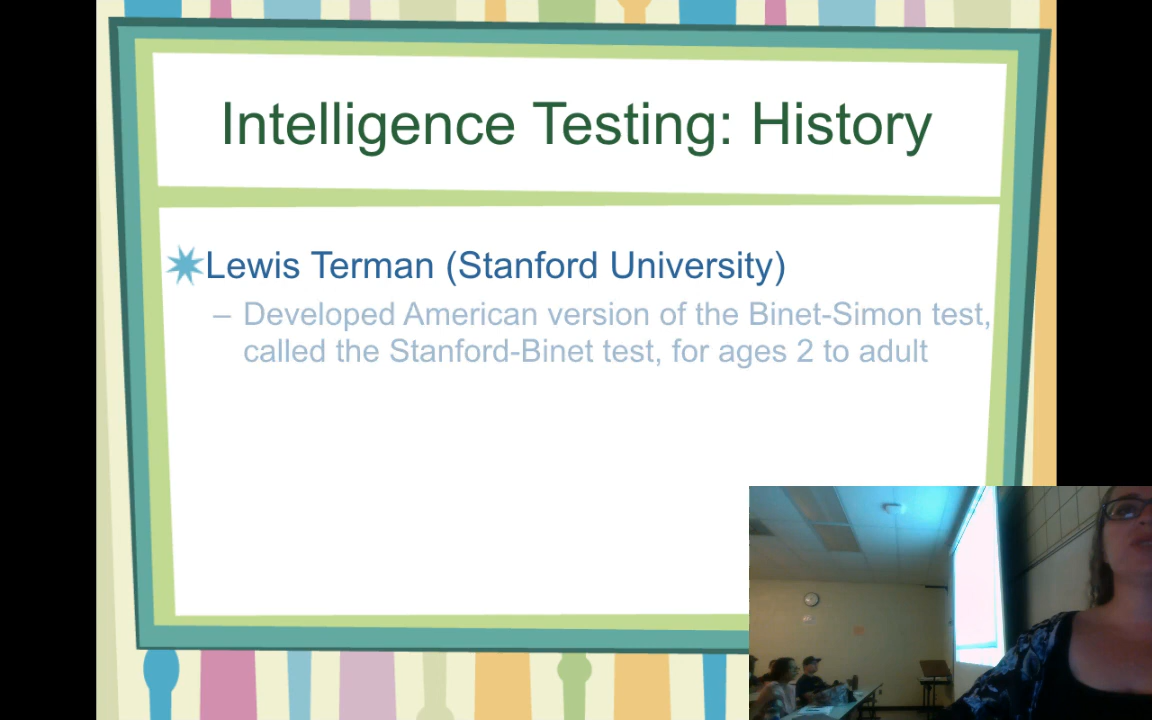 Intelligence Testing: History
Lewis Terman (Stanford University)
– Developed American version of the Binet-Simon test,
called the Stanford-Binet test, for ages 2 to adult